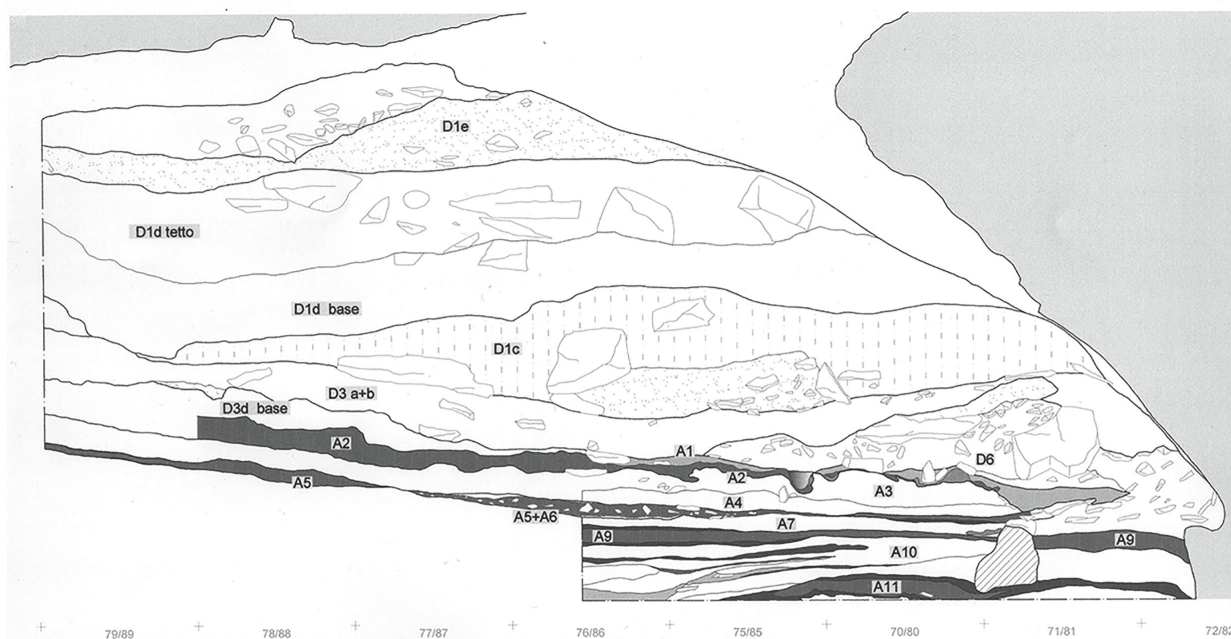 D1e
D1d tetto
D1d base
D1c
D3 a+b
D3d base
A2
A1
D6
A2
A3
A5
A4
A5+A6
A7
A9
A9
A10
A11
79/89
78/88
77/87
76/86
75/85
70/80
71/81
72/82